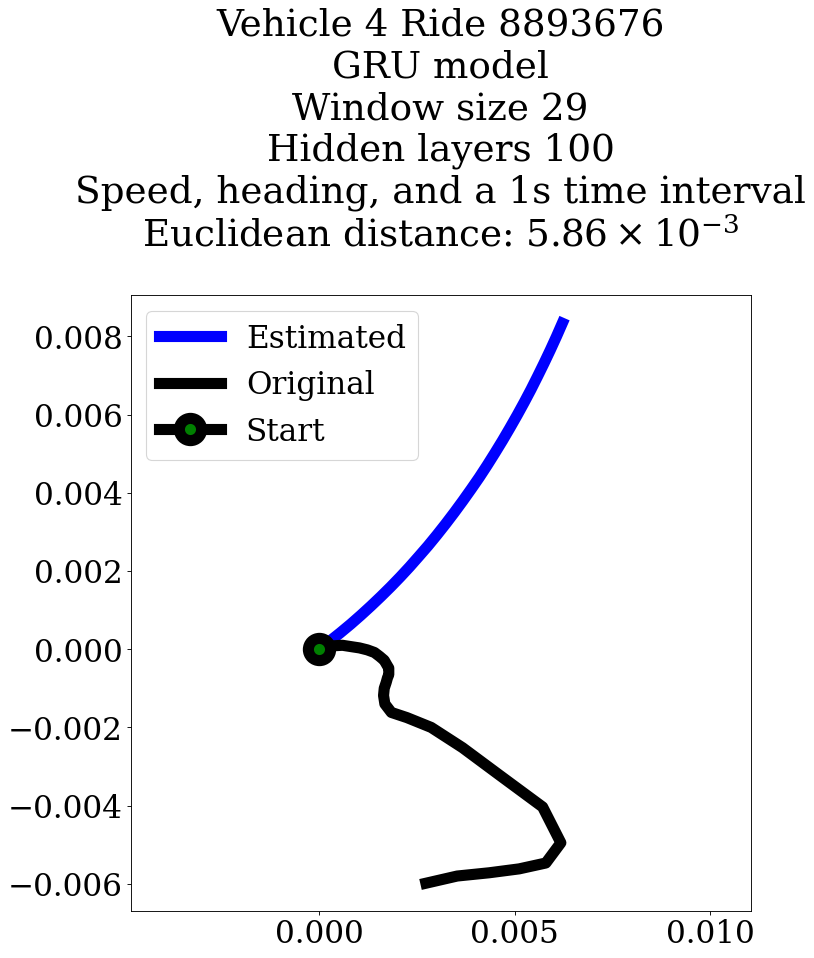 Vehicle 4 Ride 8893676
GRU model
Window size 29
Hidden layers 100
Speed, heading, and a 1s time interval
Euclidean distance: 5.86 × 10⁻³
Estimated
Original
Start
0.008
0.006
0.004
0.002
0.000
−0.002
−0.004
−0.006
0.000 0.005 0.010